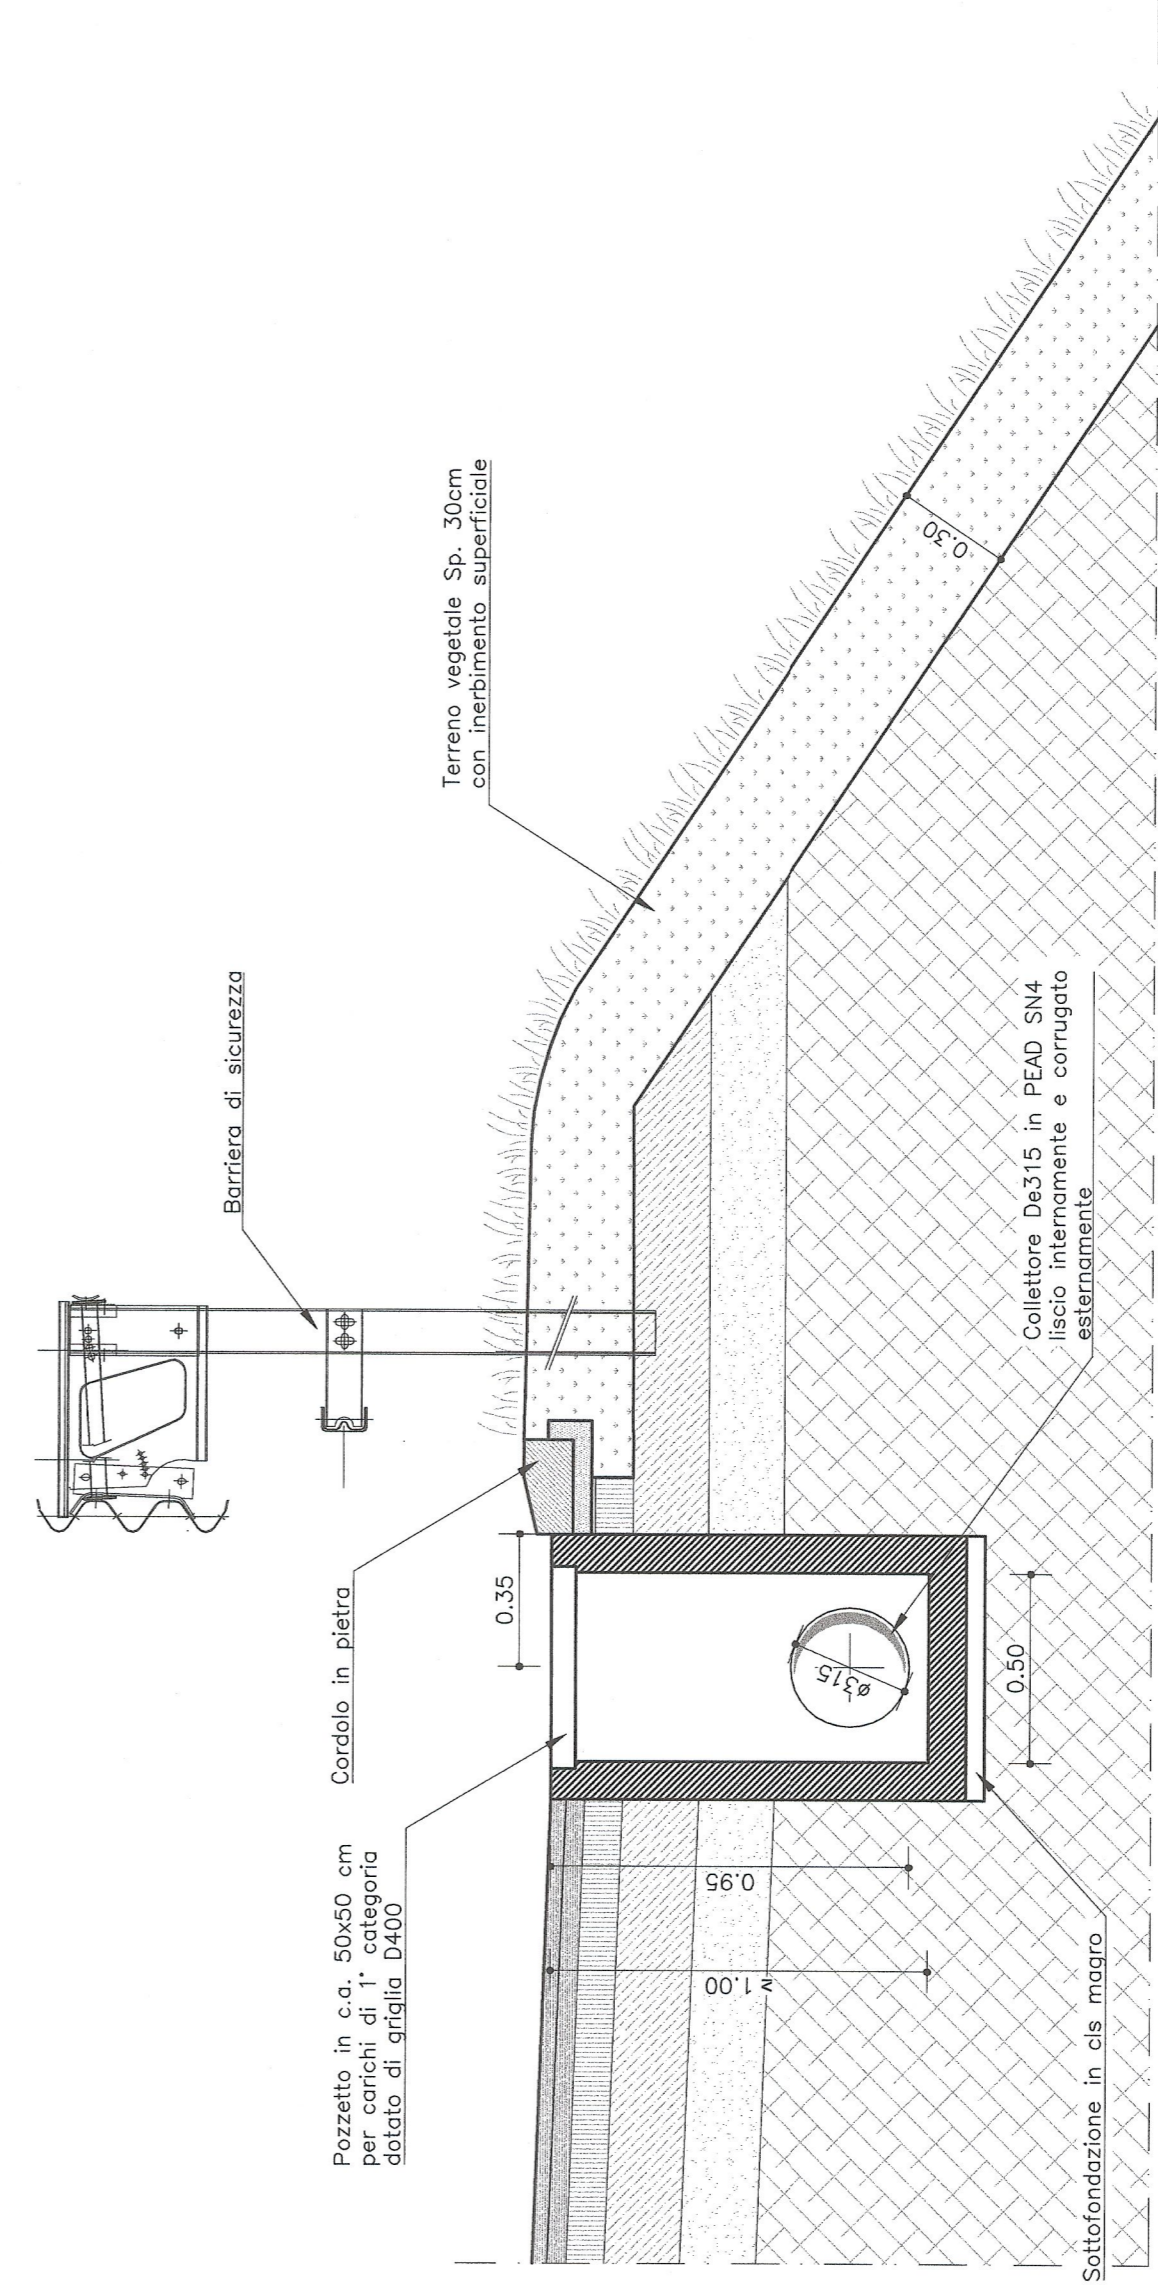 Barriera di sicurezza
Terreno vegetale Sp. 30cm
con inerbimento superficiale
Cordolo in pietra
Pozzetto in c.a. 50x50 cm
per carichi di 1° categoria
dotato di griglia D400
0.35
0.30
ø315
0.95
≥ 1.00
0.50
Collettore De315 in PEAD SN4
liscio internamente e corrugato
esternamente
Sottofondazione in cls magro